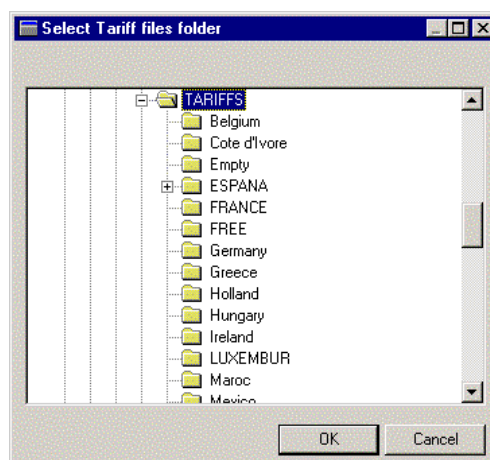 Select Tariff files folder
TARIFFS
Belgium
Cote d'Ivore
Empty
ESPANA
FRANCE
FREE
Germany
Greece
Holland
Hungary
Ireland
LUXEMBUR
Maroc
Mexico
OK
Cancel